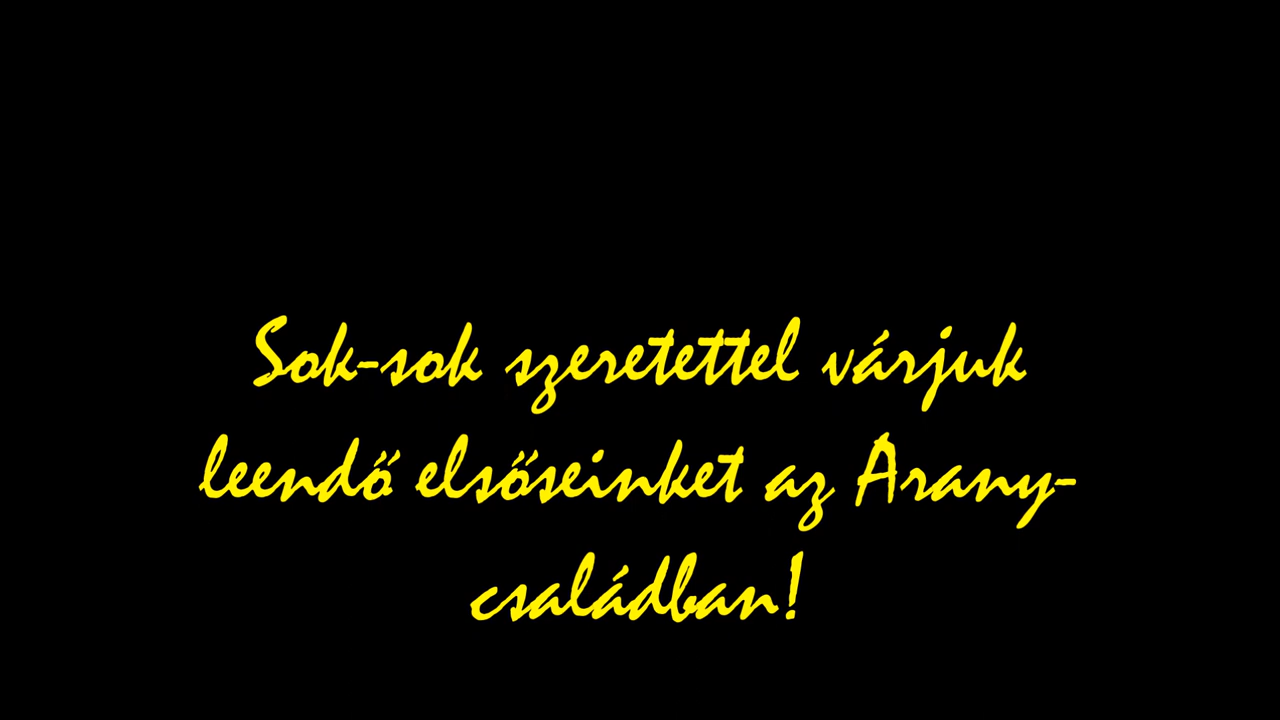 Sok-sok szeretettel várjuk
leendő elsőseinket az Arany-
családban!